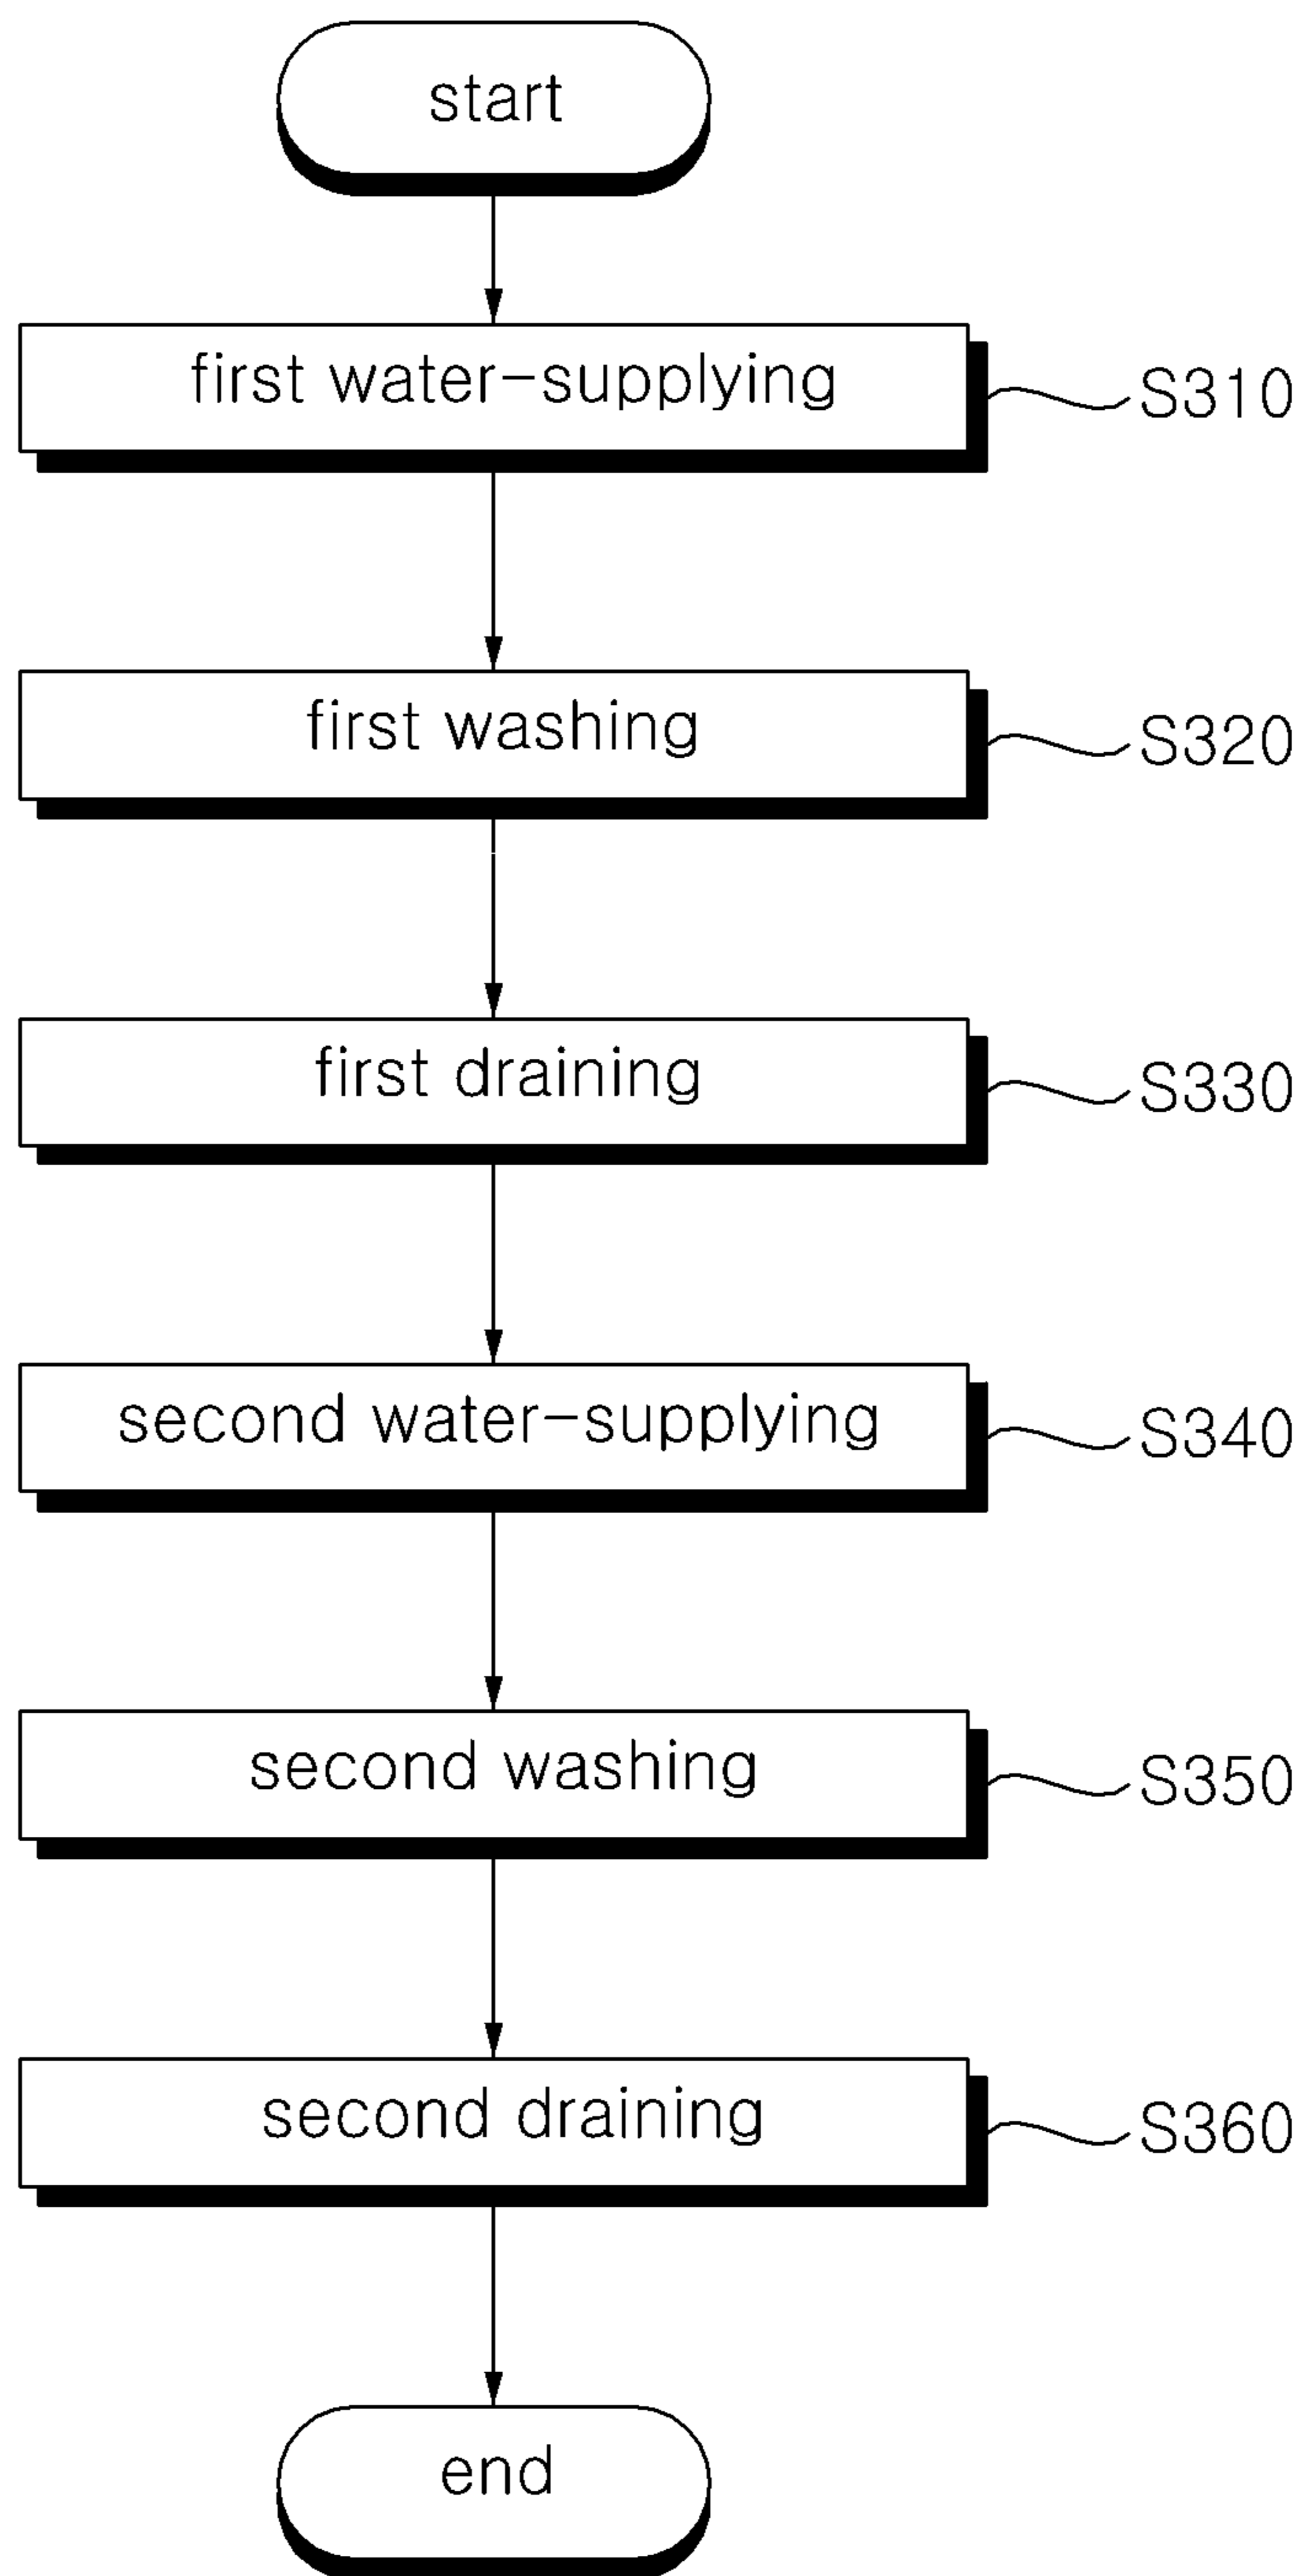 start
first water-supplying
S310
first washing
S320
first draining
S330
second water-supplying
S340
second washing
S350
second draining
S360
end